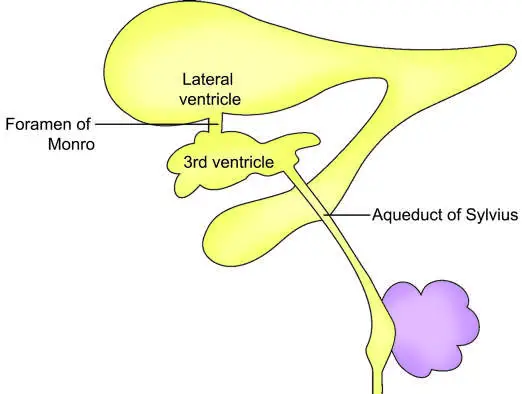 Lateral
ventricle
Foramen of
Monro
3rd ventricle
Aqueduct of Sylvius